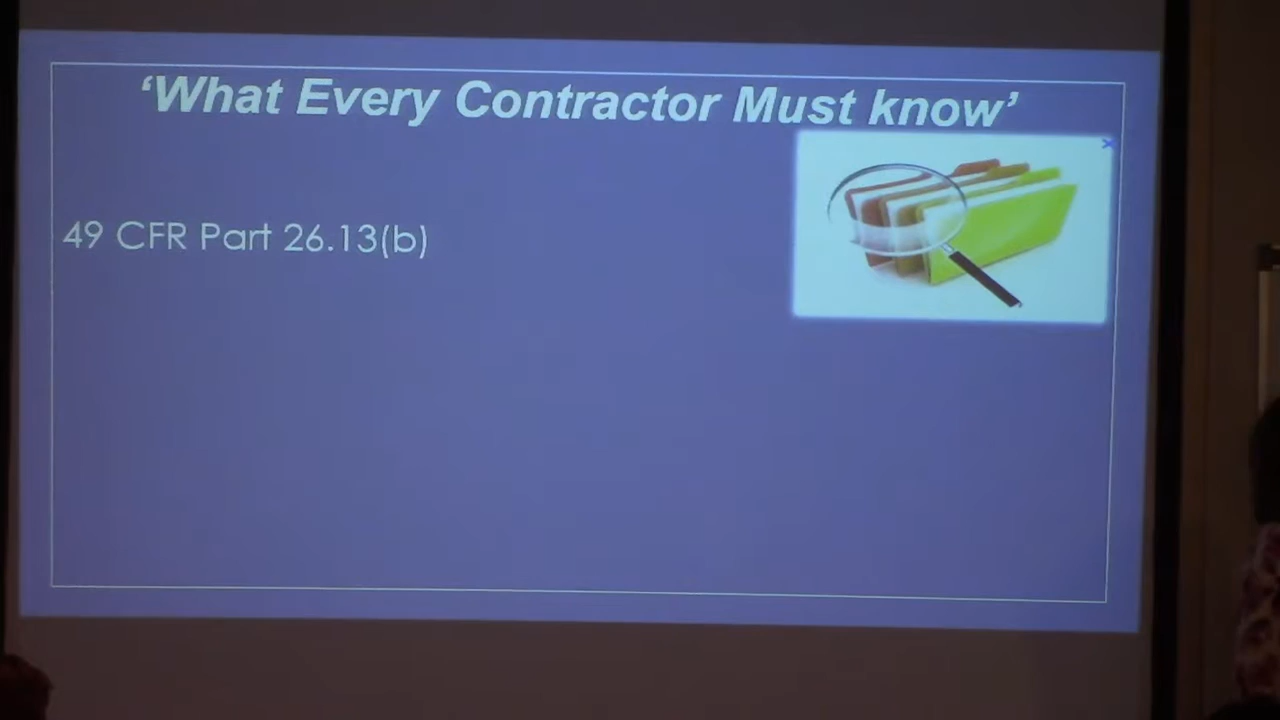 ‘What Every Contractor Must know’
49 CFR Part 26.13(b)